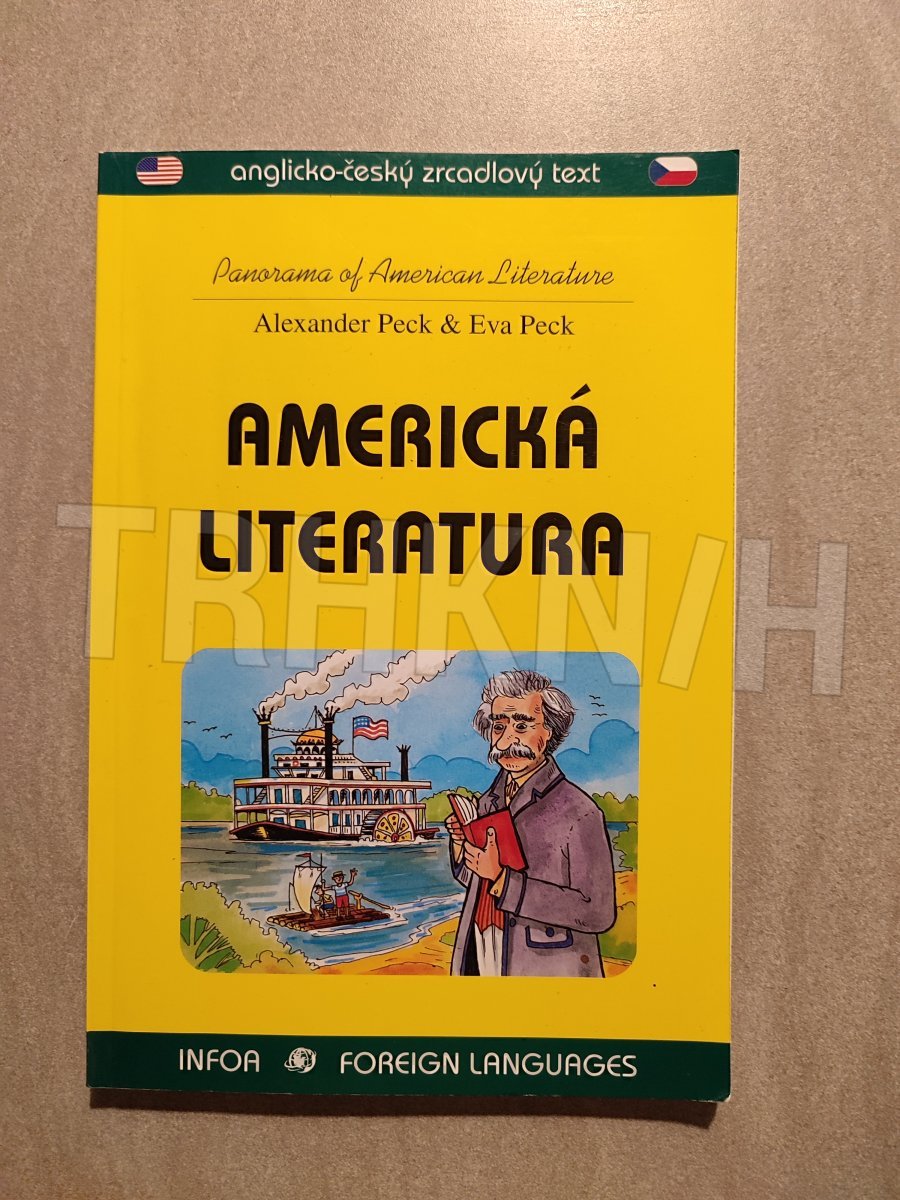 anglicko-český zrcadlový text
Panorama of American Literature
Alexander Peck & Eva Peck
AMERICKÁ
LITERATURA
TRHKNIH
INFOA FOREIGN LANGUAGES